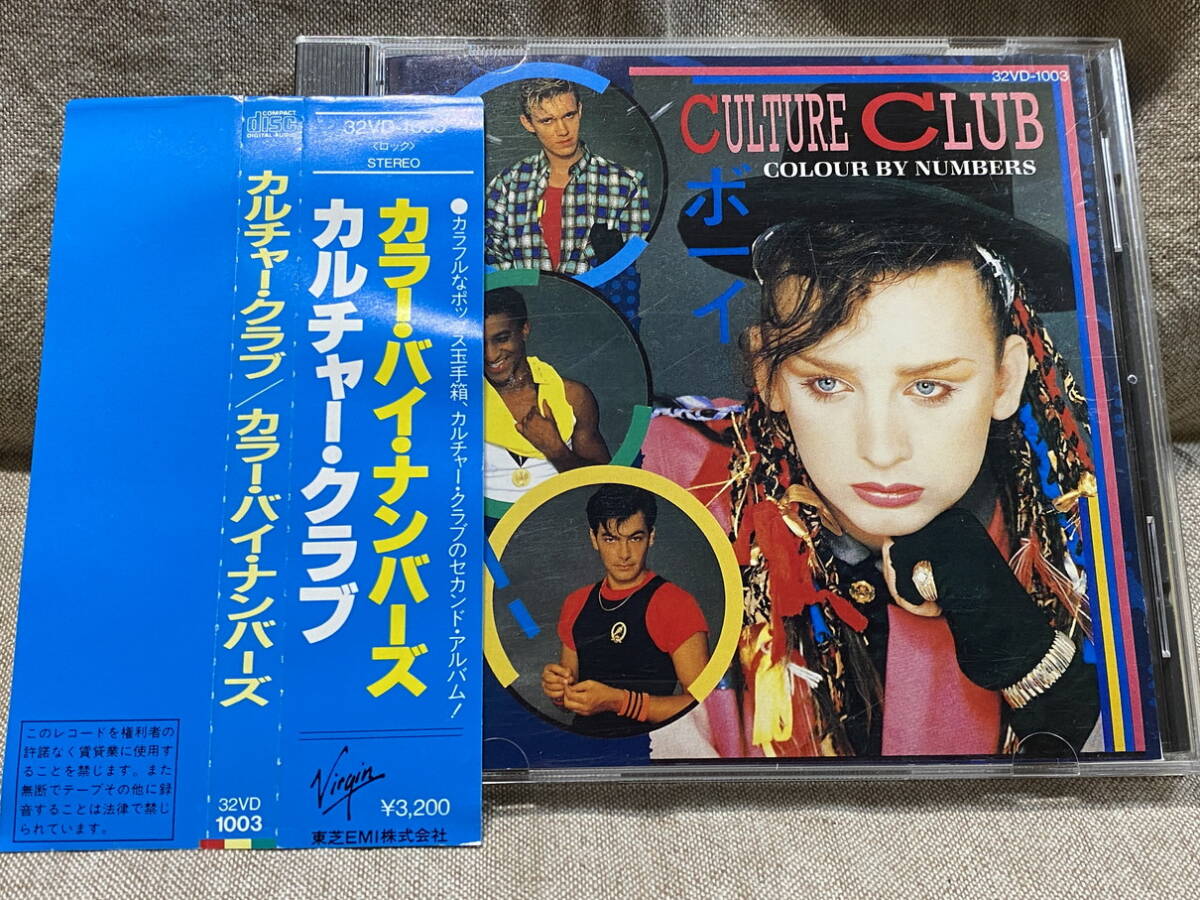 COMPACT
disc
DIGITAL AUDIO
カルチャー・クラブ/カラー・バイ・ナンバーズ
32VD
1003
このレコードを権利者の
許諾なく賃貸業に使用す
ることを禁じます。また
無断でテープその他に録
音することは法律で禁じ
られています。
32VD-1003
〈ロック〉
STEREO
●カラフルなポップス玉手箱、カルチャー・クラブのセカンド・アルバム!
カラー・バイ・ナンバーズ
カルチャー・クラブ
Virgin
¥3,200
東芝EMI株式会社
32VD-1003
CULTURE CLUB
COLOUR BY NUMBERS
ボーイ